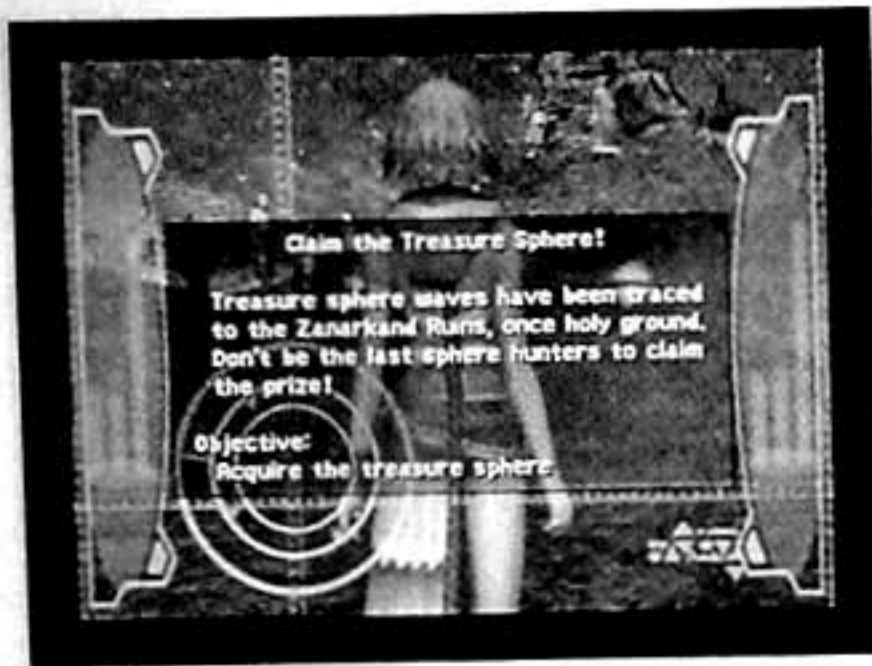 Claim the Treasure Sphere!
Treasure sphere waves have been traced
to the Zanarkand Ruins, once holy ground.
Don't be the last sphere hunters to claim
the prize!
Objective:
Acquire the treasure sphere